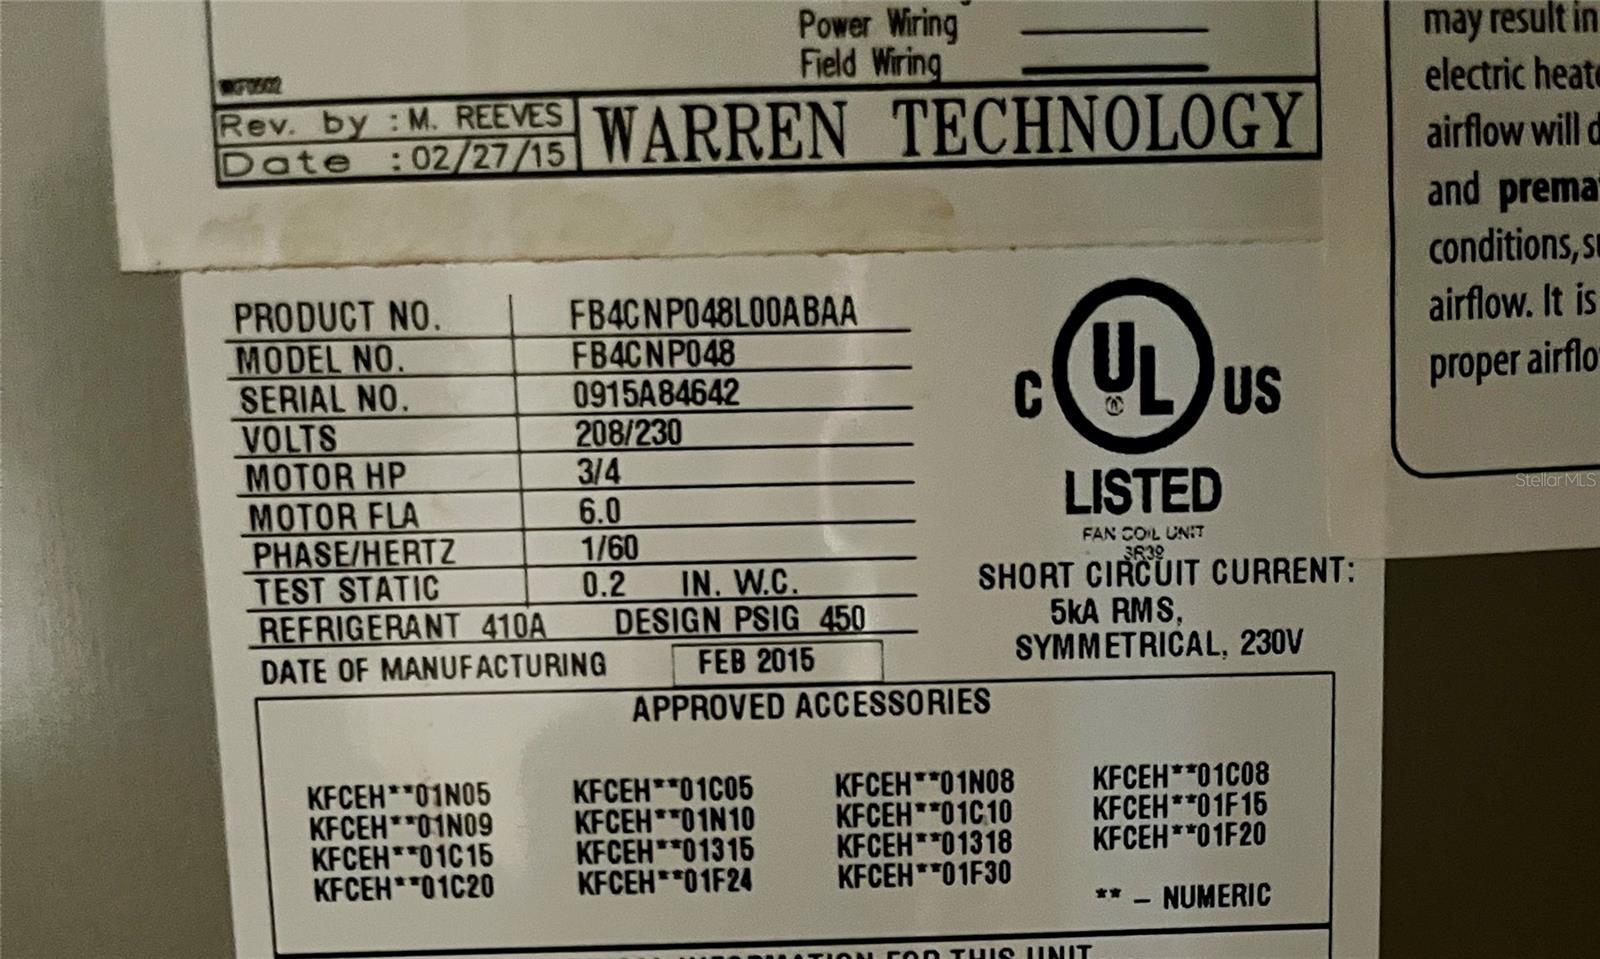 Power Wiring
Field Wiring
Rev. by : M. REEVES
Date : 02/27/15
WARREN TECHNOLOGY
may result in
electric heat
airflow will
and prema
conditions,
airflow. It is
proper airflo
PRODUCT NO. FB4CNP048L00ABAA
MODEL NO. FB4CNP048
SERIAL NO. 0915A84642
VOLTS 208/230
MOTOR HP 3/4
MOTOR FLA 6.0
PHASE/HERTZ 1/60
TEST STATIC 0.2 IN. W.C.
REFRIGERANT 410A DESIGN PSIG 450
DATE OF MANUFACTURING FEB 2015
C UL US
LISTED
FAN COIL UNIT
3R39
SHORT CIRCUIT CURRENT:
5kA RMS,
SYMMETRICAL, 230V
StellarMLS
APPROVED ACCESSORIES
KFCEH**01N05 KFCEH**01C05 KFCEH**01N08 KFCEH**01C08
KFCEH**01N09 KFCEH**01N10 KFCEH**01C10 KFCEH**01F15
KFCEH**01C15 KFCEH**01315 KFCEH**01318 KFCEH**01F20
KFCEH**01C20 KFCEH**01F24 KFCEH**01F30
** – NUMERIC
INFORMATION FOR THIS UNIT